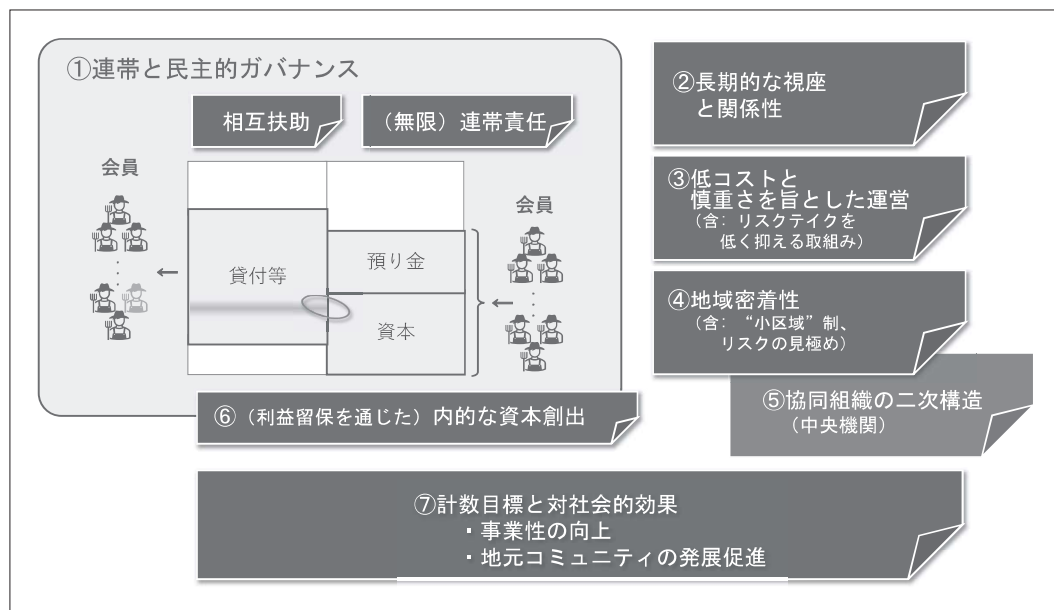 ①連帯と民主的ガバナンス
相互扶助
（無限）連帯責任
会員
貸付等
預り金
資本
会員
②長期的な視座
と関係性
③低コストと
慎重さを旨とした運営
（含：リスクテイクを
低く抑える取組み）
④地域密着性
（含：“小区域”制、
リスクの見極め）
⑤協同組織の二次構造
（中央機関）
⑥（利益留保を通じた）内的な資本創出
⑦計数目標と対社会的効果
・事業性の向上
・地元コミュニティの発展促進